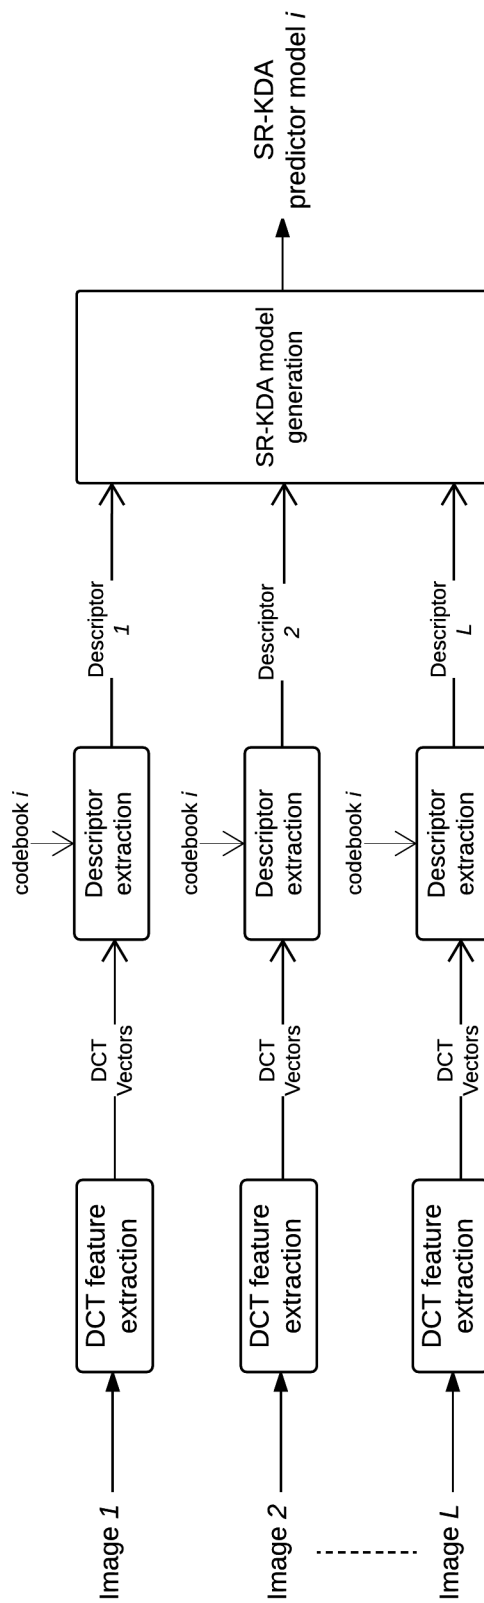 Image 1
DCT feature
extraction
DCT
Vectors
codebook i
Descriptor
extraction
Descriptor
1
Image 2
DCT feature
extraction
DCT
Vectors
codebook i
Descriptor
extraction
Descriptor
2
Image L
DCT feature
extraction
DCT
Vectors
codebook i
Descriptor
extraction
Descriptor
L
SR-KDA model
generation
SR-KDA
predictor model i